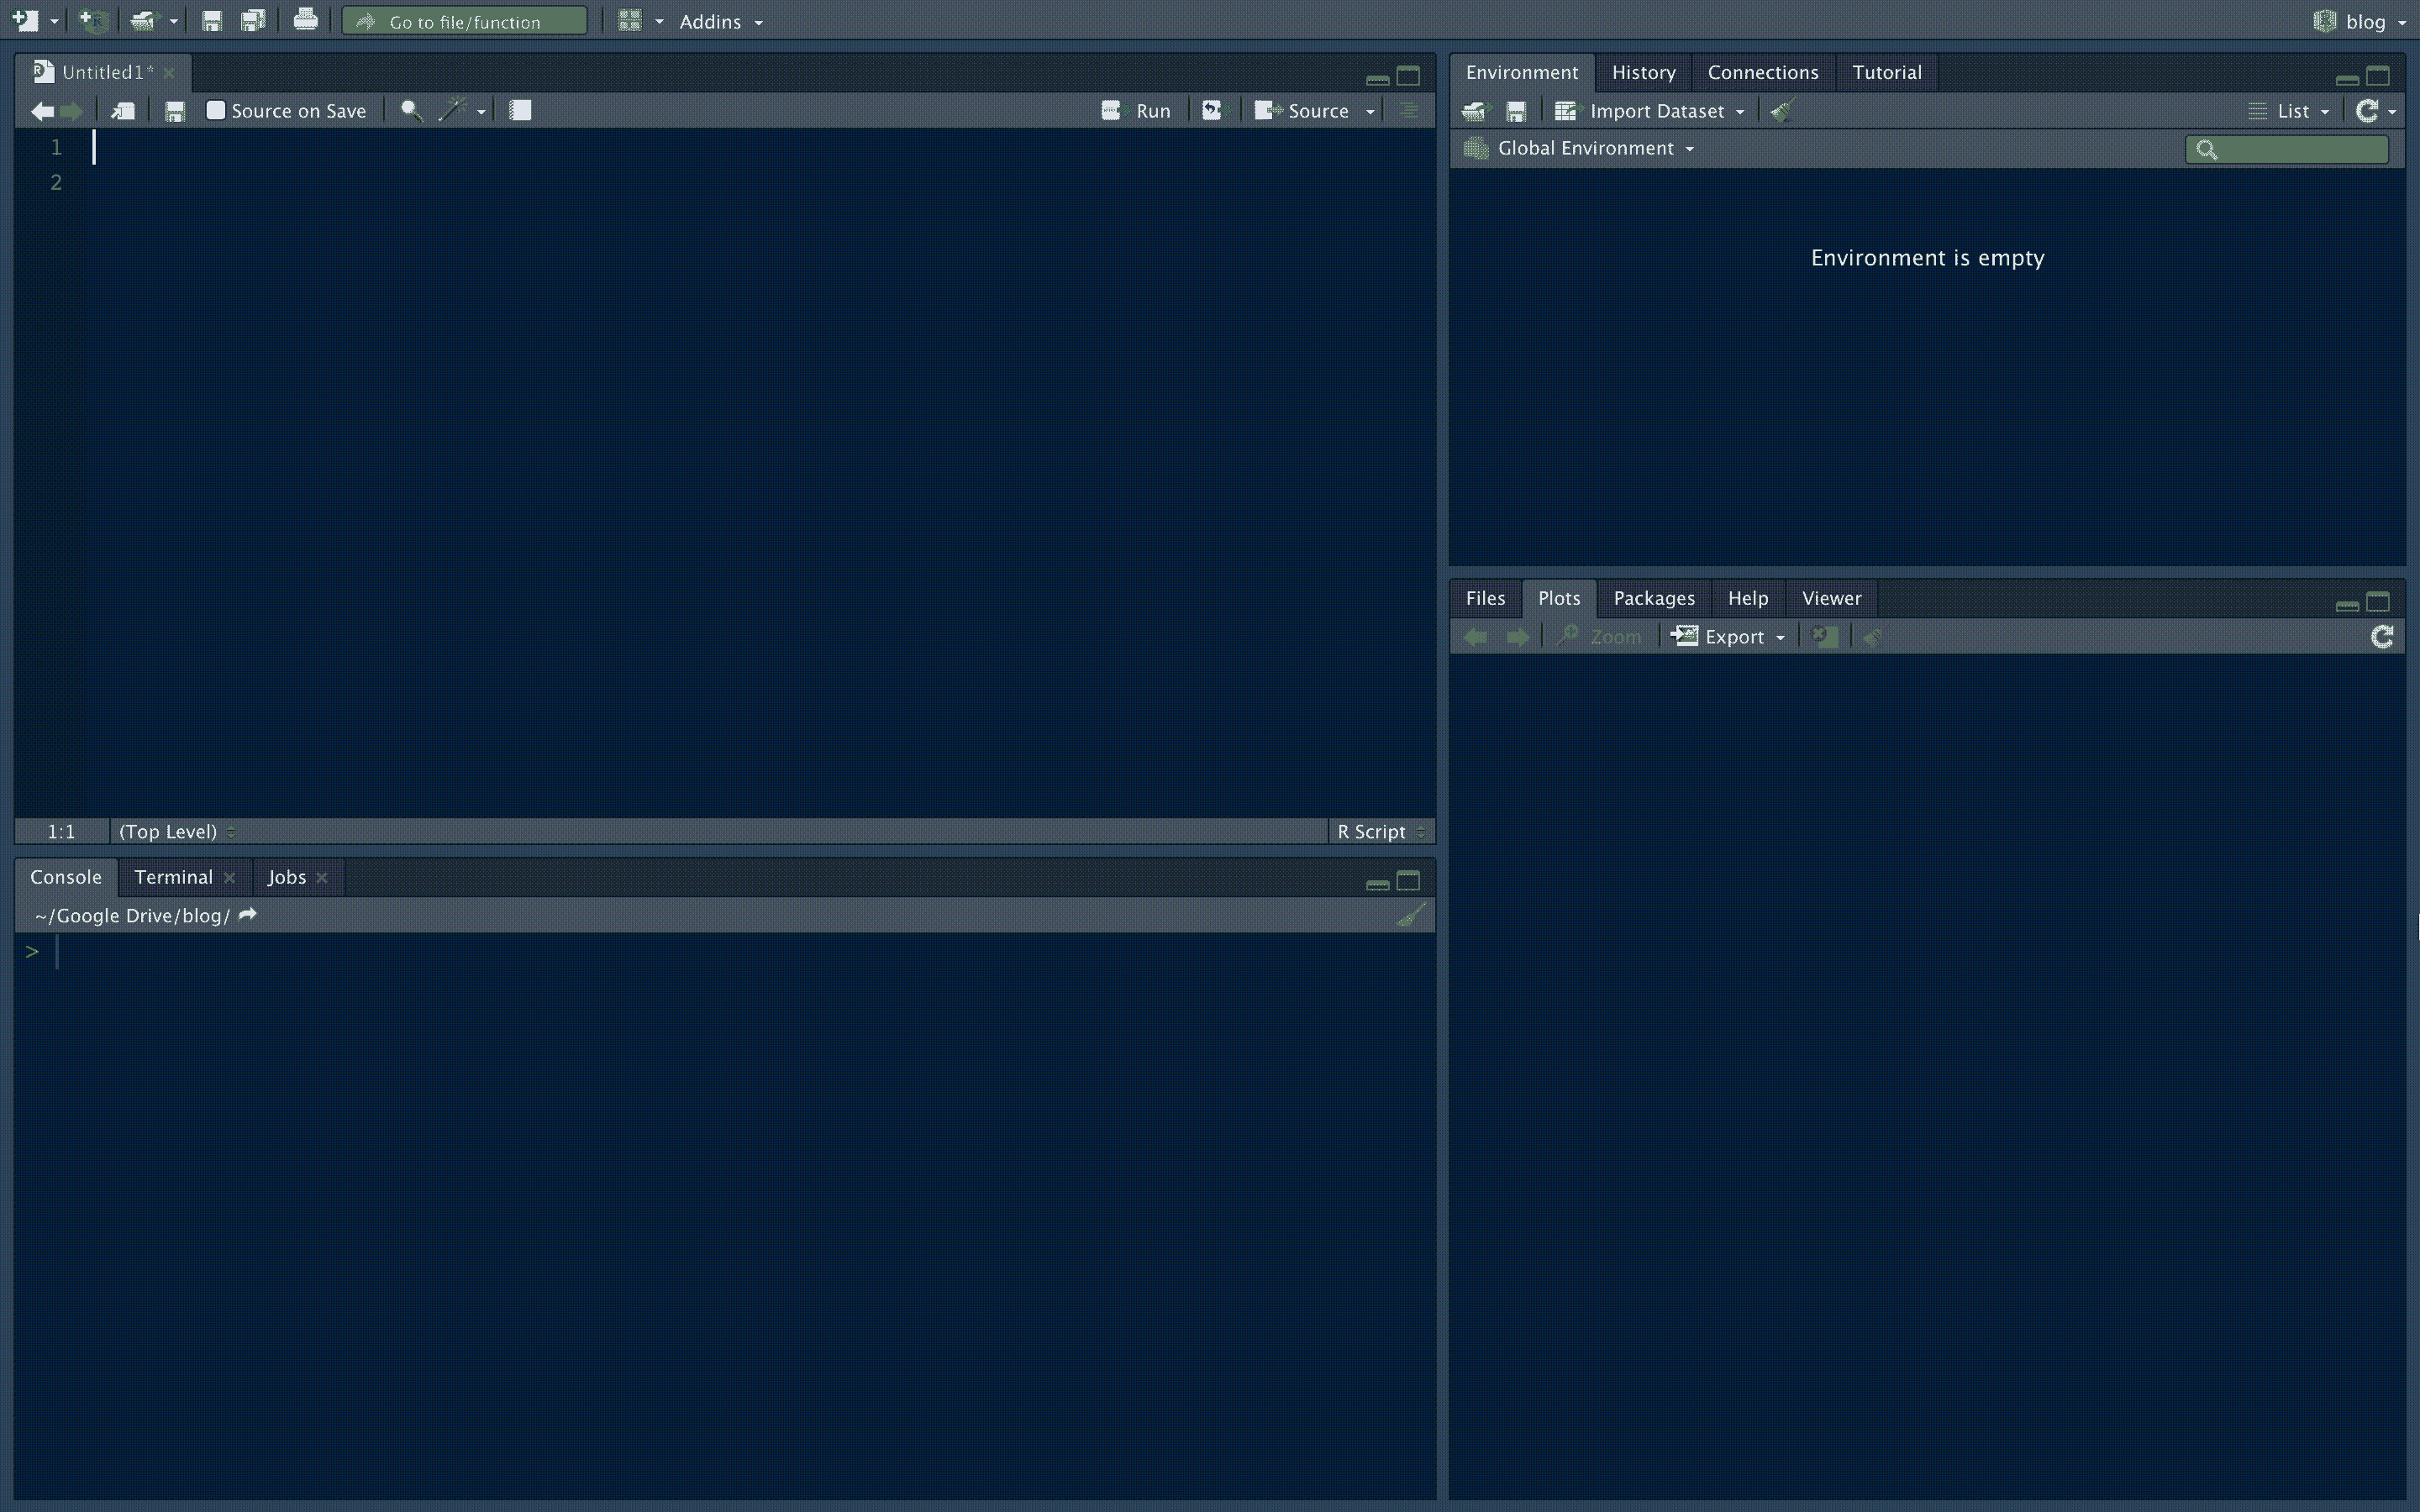 Go to file/function Addins blog
Untitled1*
Source on Save Run Source
1
2
1:1 (Top Level) R Script
Console Terminal Jobs
~/Google Drive/blog/
>
Environment History Connections Tutorial
Import Dataset List
Global Environment
Environment is empty
Files Plots Packages Help Viewer
Zoom Export